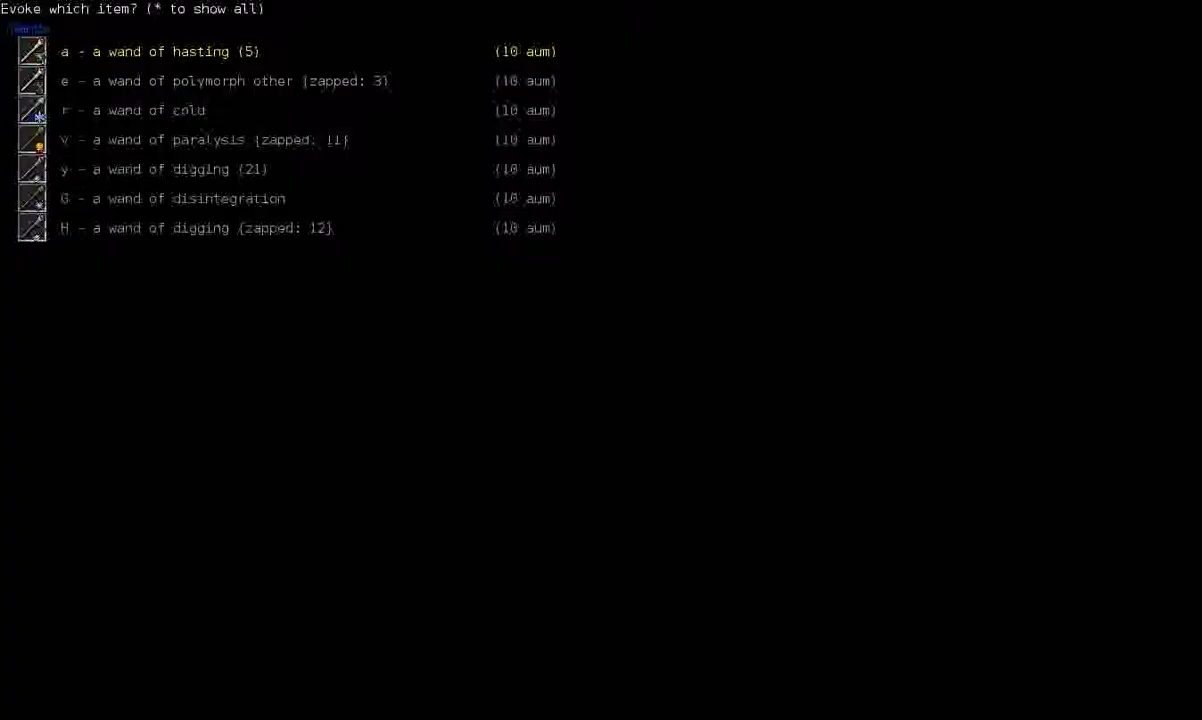 Evoke which item? (* to show all)
a - a wand of hasting (5) (10 aum)
e - a wand of polymorph other {zapped: 3} (10 aum)
r - a wand of cold (10 aum)
V - a wand of paralysis {zapped: 11} (10 aum)
y - a wand of digging (21) (10 aum)
G - a wand of disintegration (10 aum)
H - a wand of digging {zapped: 12} (10 aum)